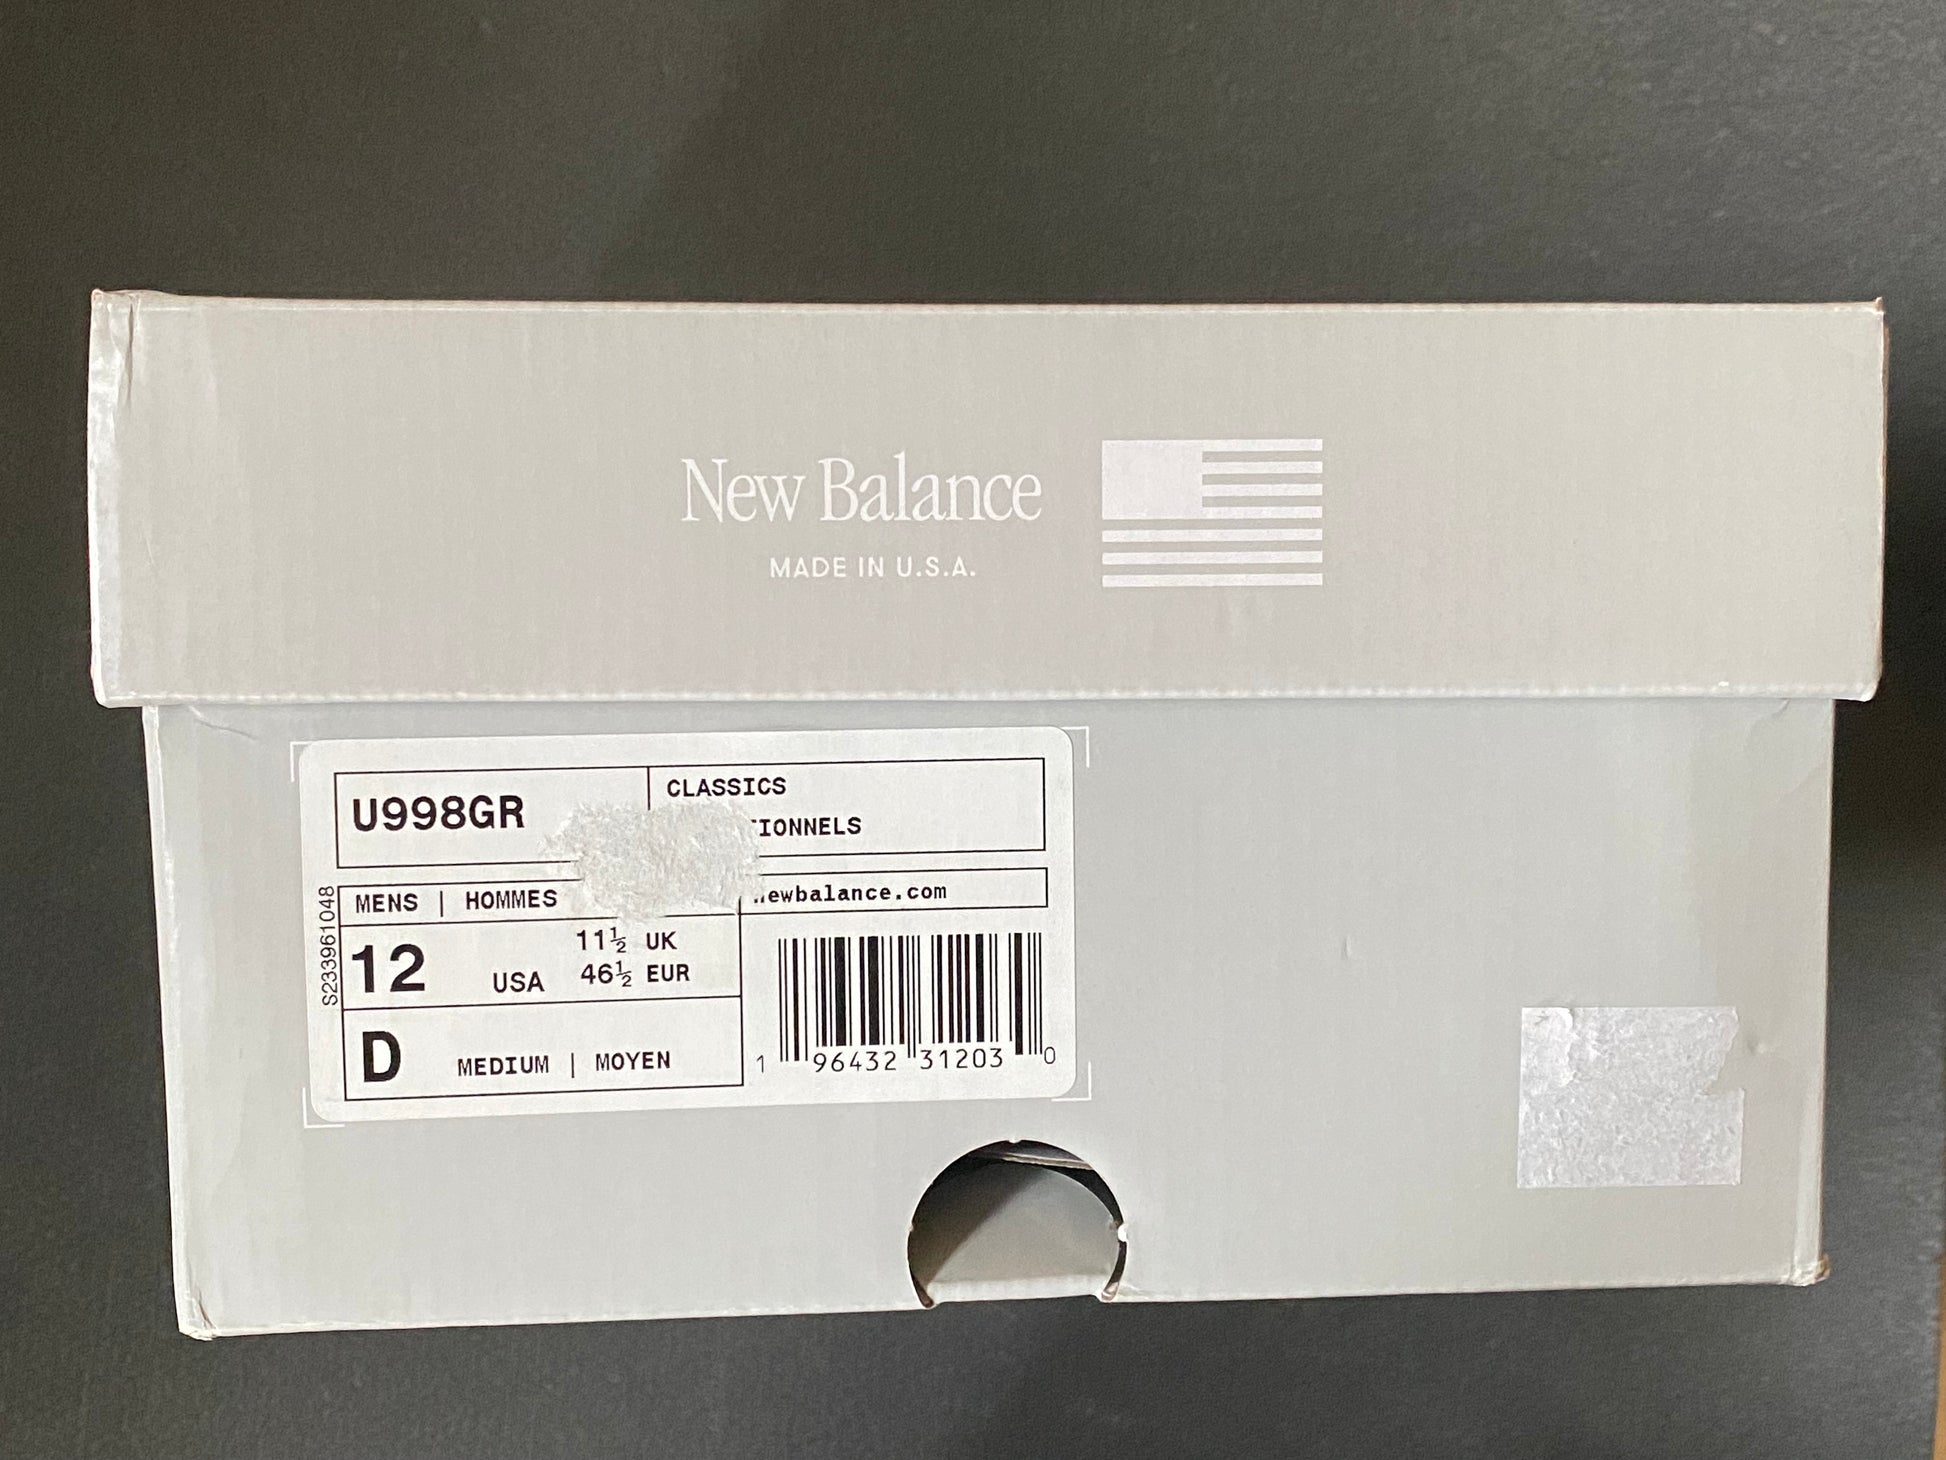 New Balance
MADE IN U.S.A.
U998GR
CLASSICS
TIONNELS
MENS | HOMMES
newbalance.com
S233961048
12 USA
11½ UK
46½ EUR
D MEDIUM | MOYEN
1 96432 31203 0